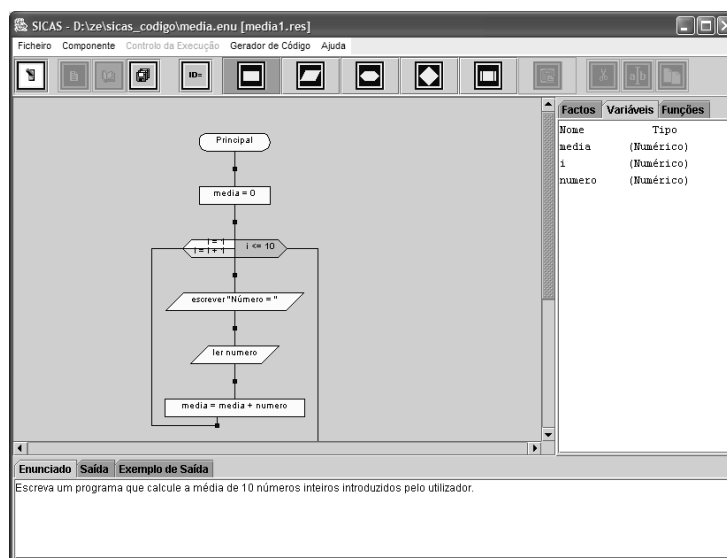 SICAS - D:\ze\sicas_codigo\media.enu [media1.res]
Ficheiro Componente Controlo da Execução Gerador de Código Ajuda
ID=
Factos Variáveis Funções
Nome Tipo
media (Numérico)
i (Numérico)
numero (Numérico)
Principal
media = 0
i = 1
i = i + 1
i <= 10
escrever "Número = "
ler numero
media = media + numero
Enunciado Saída Exemplo de Saída
Escreva um programa que calcule a média de 10 números inteiros introduzidos pelo utilizador.